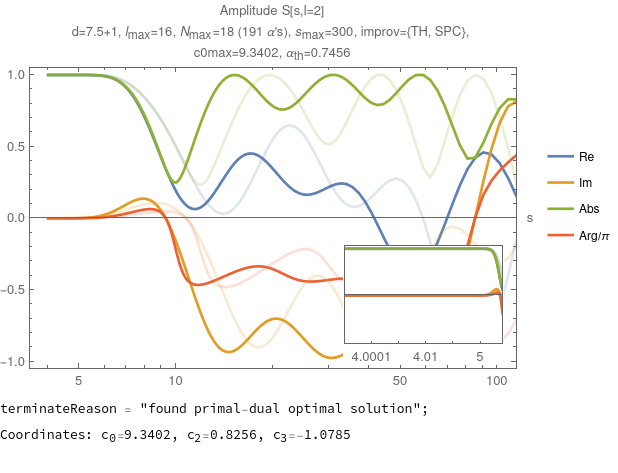 Amplitude S[s,l=2]
d=7.5+1, lmax=16, Nmax=18 (191 α's), smax=300, improv={TH, SPC},
c0max=9.3402, αth=0.7456
1.0
0.5
0.0
-0.5
-1.0
5
10
50
100
s
4.0001
4.01
5
Re
Im
Abs
Arg/π
terminateReason = "found primal-dual optimal solution";
Coordinates: c0=9.3402, c2=0.8256, c3=-1.0785